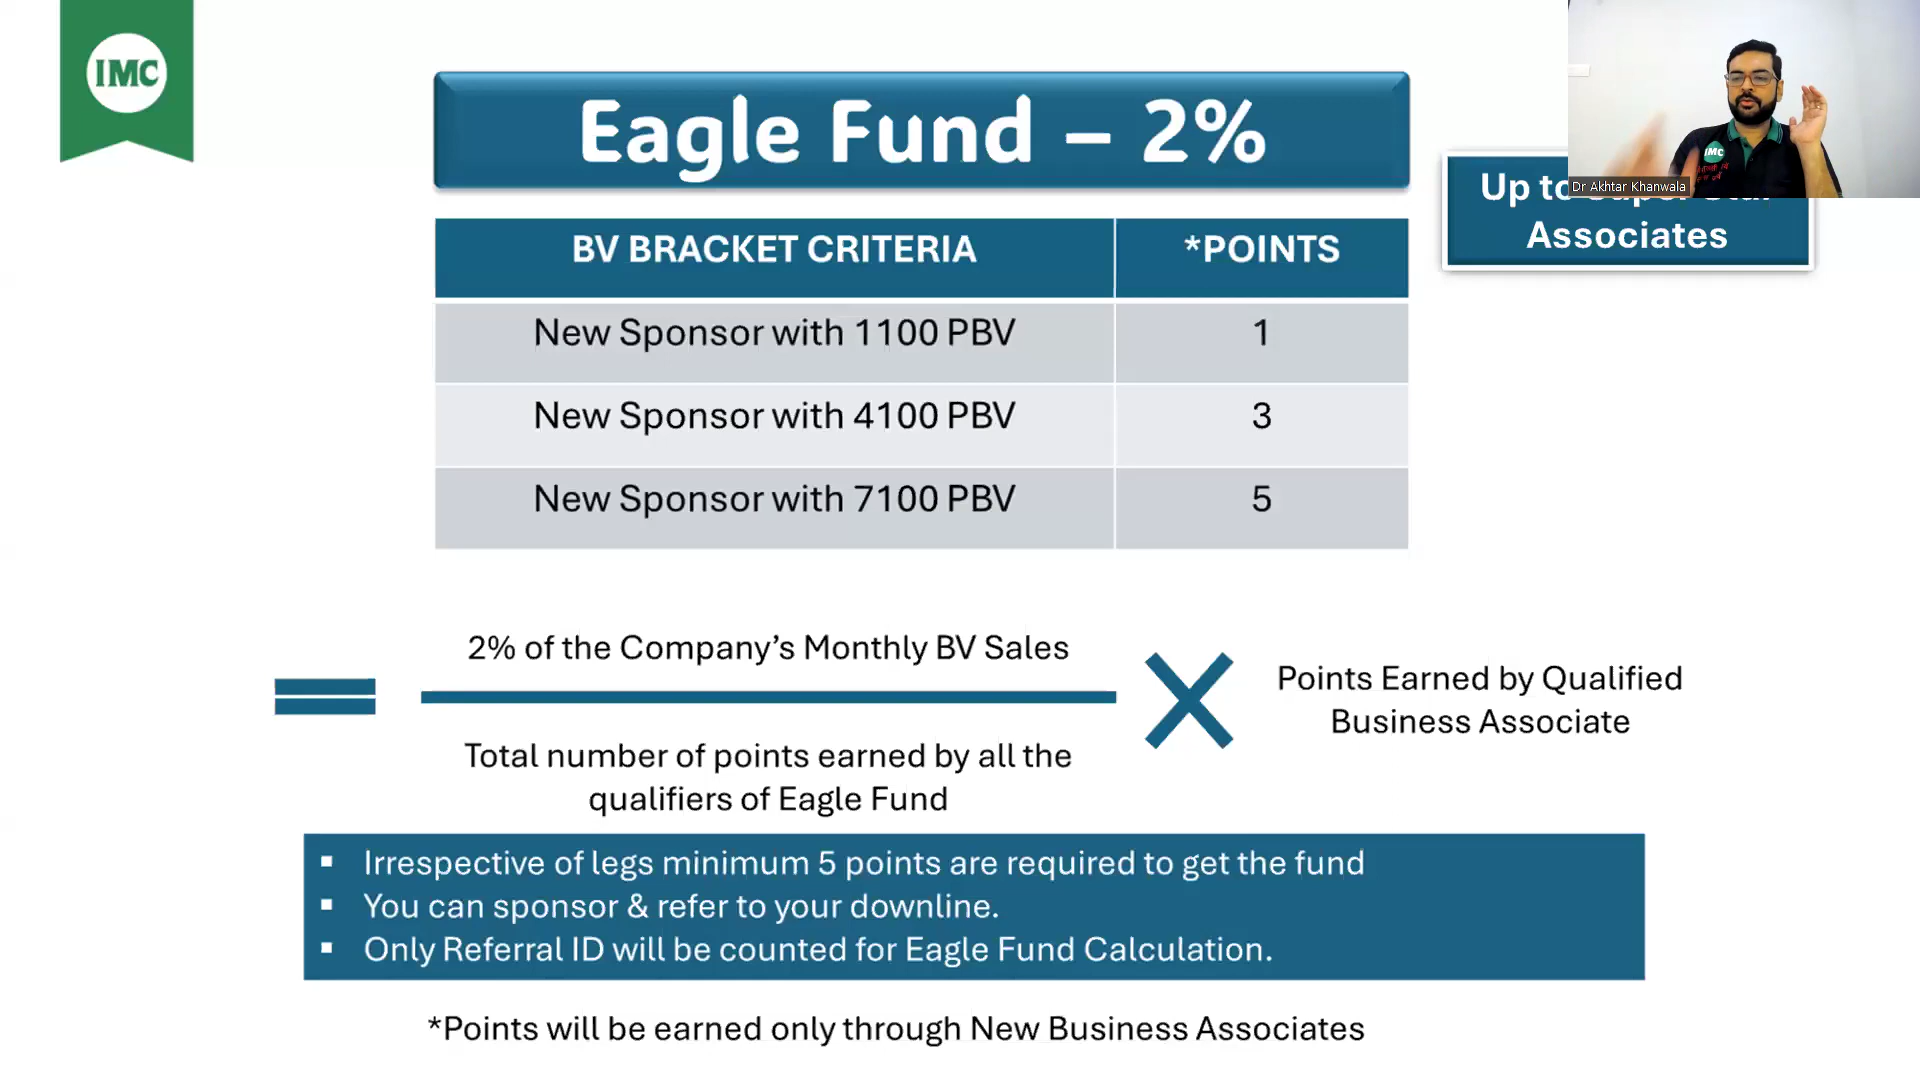 IMC
Eagle Fund – 2%
Dr Akhtar Khanwala
IMC
Up to
Associates
BV BRACKET CRITERIA *POINTS
New Sponsor with 1100 PBV 1
New Sponsor with 4100 PBV 3
New Sponsor with 7100 PBV 5
2% of the Company’s Monthly BV Sales
Total number of points earned by all the
qualifiers of Eagle Fund
Points Earned by Qualified
Business Associate
▪ Irrespective of legs minimum 5 points are required to get the fund
▪ You can sponsor & refer to your downline.
▪ Only Referral ID will be counted for Eagle Fund Calculation.
*Points will be earned only through New Business Associates